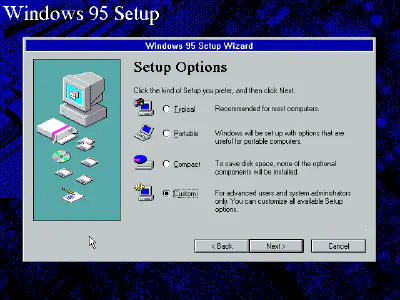 Windows 95 Setup
Windows 95 Setup Wizard
Setup Options
Click the kind of Setup you prefer, and then click Next.
Typical Recommended for most computers.
Portable Windows will be set up with options that are
useful for portable computers.
Compact To save disk space, none of the optional
components will be installed.
Custom For advanced users and system administrators
only. You can customize all available Setup
options.
< Back Next > Cancel